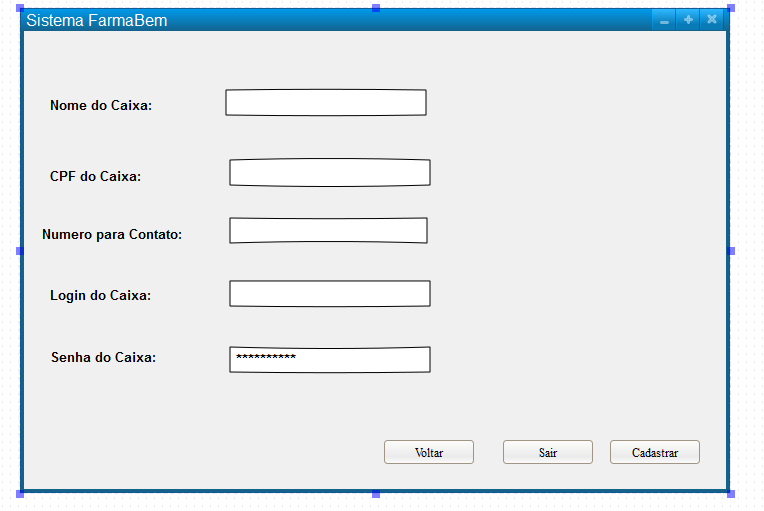 Sistema FarmaBem
Nome do Caixa:
CPF do Caixa:
Numero para Contato:
Login do Caixa:
Senha do Caixa: **********
Voltar Sair Cadastrar